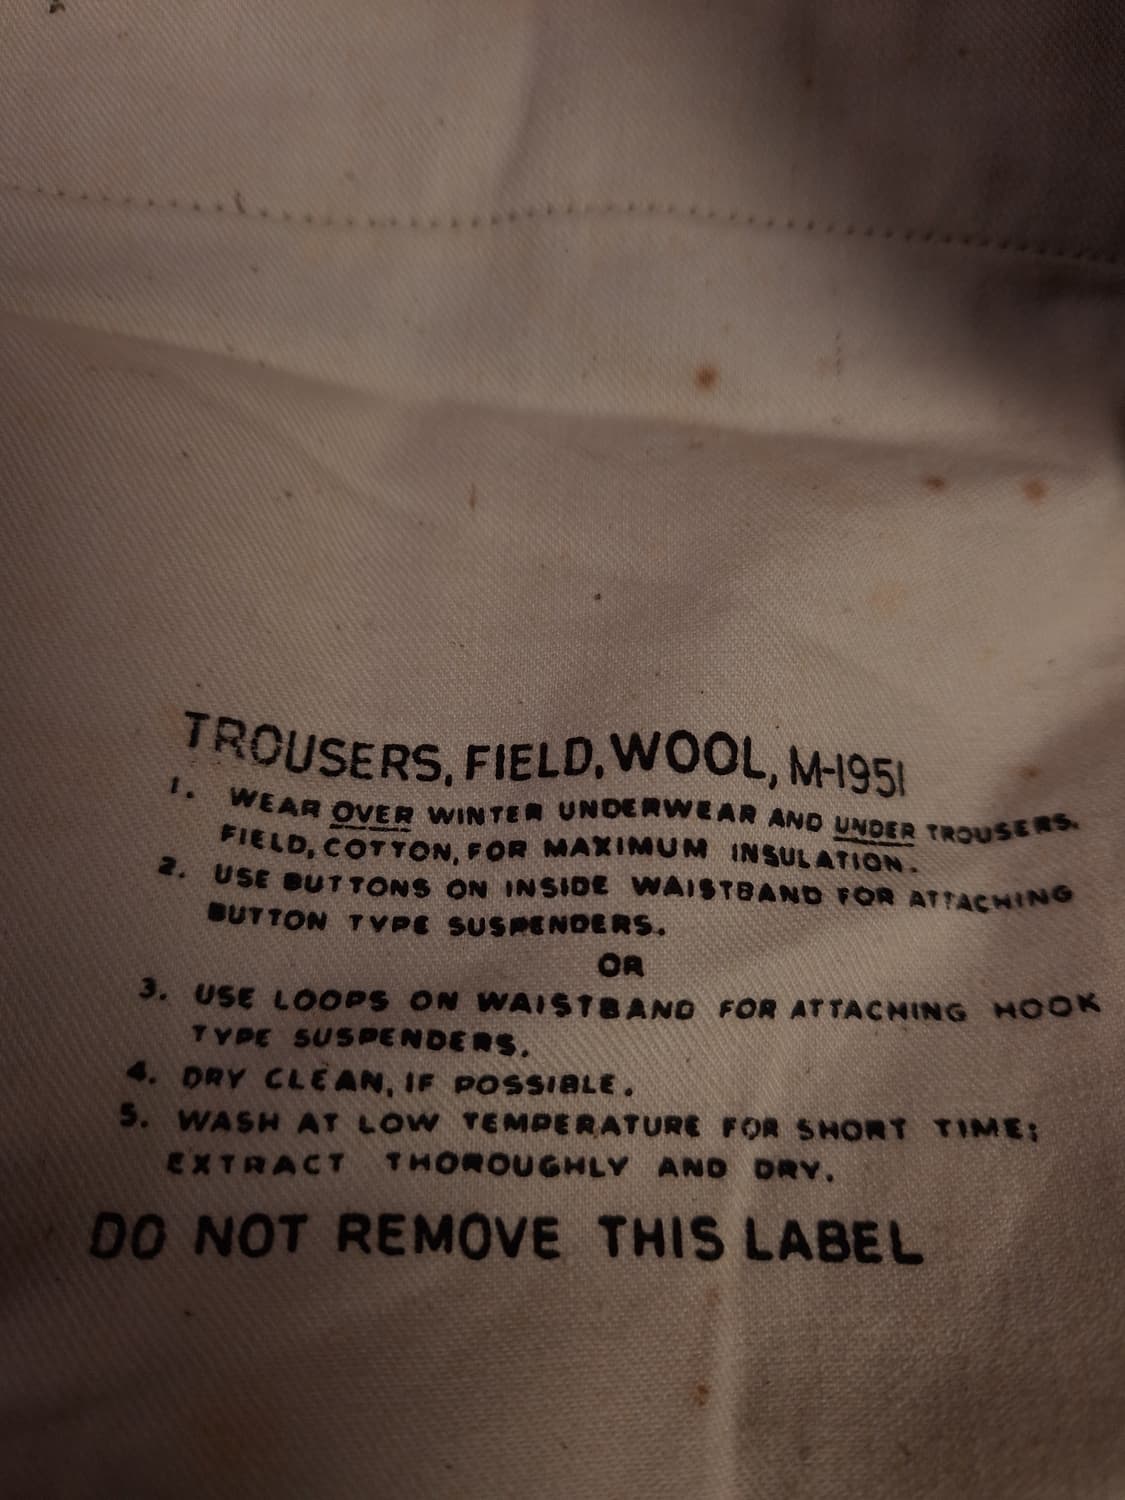 TROUSERS, FIELD, WOOL, M-1951
1. WEAR OVER WINTER UNDERWEAR AND UNDER TROUSERS.
FIELD, COTTON, FOR MAXIMUM INSULATION.
2. USE BUTTONS ON INSIDE WAISTBAND FOR ATTACHING
BUTTON TYPE SUSPENDERS.
OR
3. USE LOOPS ON WAISTBAND FOR ATTACHING HOOK
TYPE SUSPENDERS.
4. DRY CLEAN, IF POSSIBLE.
5. WASH AT LOW TEMPERATURE FOR SHORT TIME;
EXTRACT THOROUGHLY AND DRY.
DO NOT REMOVE THIS LABEL